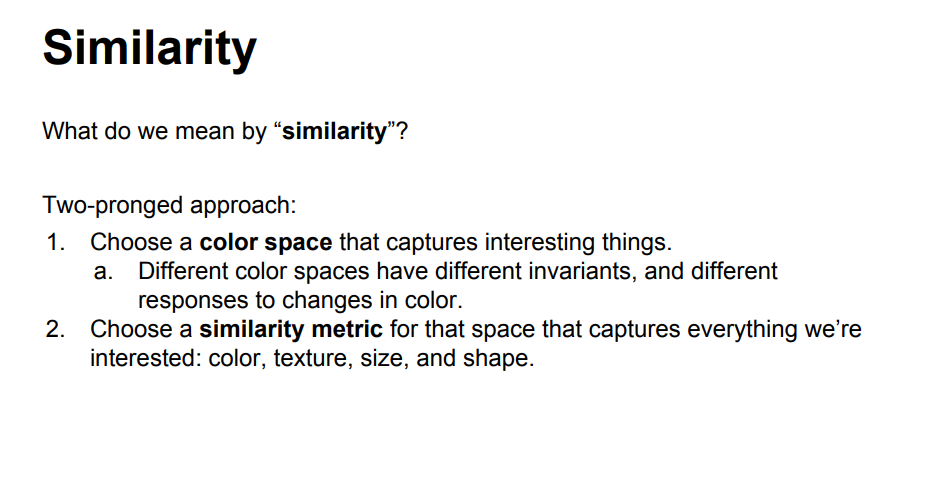 Similarity
What do we mean by “similarity”?
Two-pronged approach:
1. Choose a color space that captures interesting things.
a. Different color spaces have different invariants, and different
responses to changes in color.
2. Choose a similarity metric for that space that captures everything we’re
interested: color, texture, size, and shape.